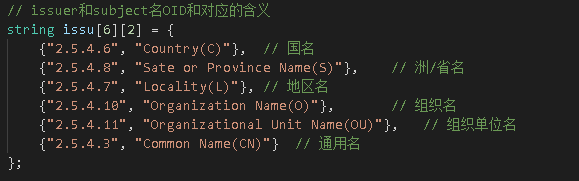 // issuer和subject名OID和对应的含义
string issu[6][2] = {
{"2.5.4.6", "Country(C)"}, // 国名
{"2.5.4.8", "Sate or Province Name(S)"}, // 洲/省名
{"2.5.4.7", "Locality(L)"}, // 地区名
{"2.5.4.10", "Organization Name(O)"}, // 组织名
{"2.5.4.11", "Organizational Unit Name(OU)"}, // 组织单位名
{"2.5.4.3", "Common Name(CN)"} // 通用名
};